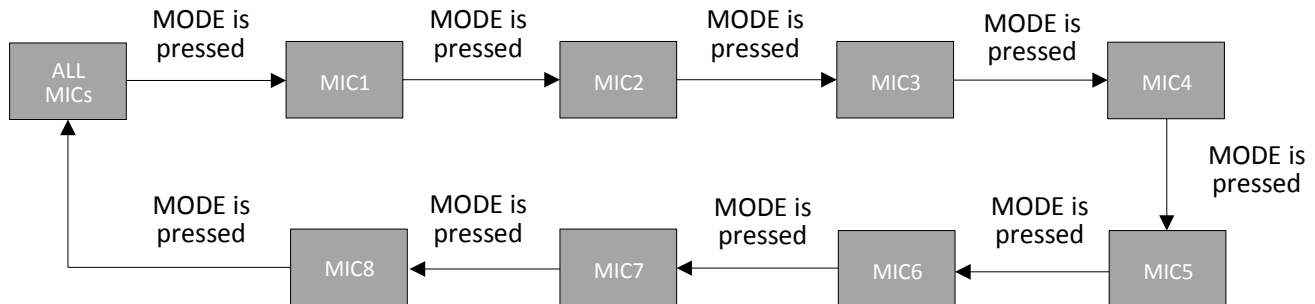 MODE is
pressed
MODE is
pressed
MODE is
pressed
MODE is
pressed
ALL
MICs
MIC1
MIC2
MIC3
MIC4
MODE is
pressed
MODE is
pressed
MODE is
pressed
MODE is
pressed
MODE is
pressed
MIC8
MIC7
MIC6
MIC5